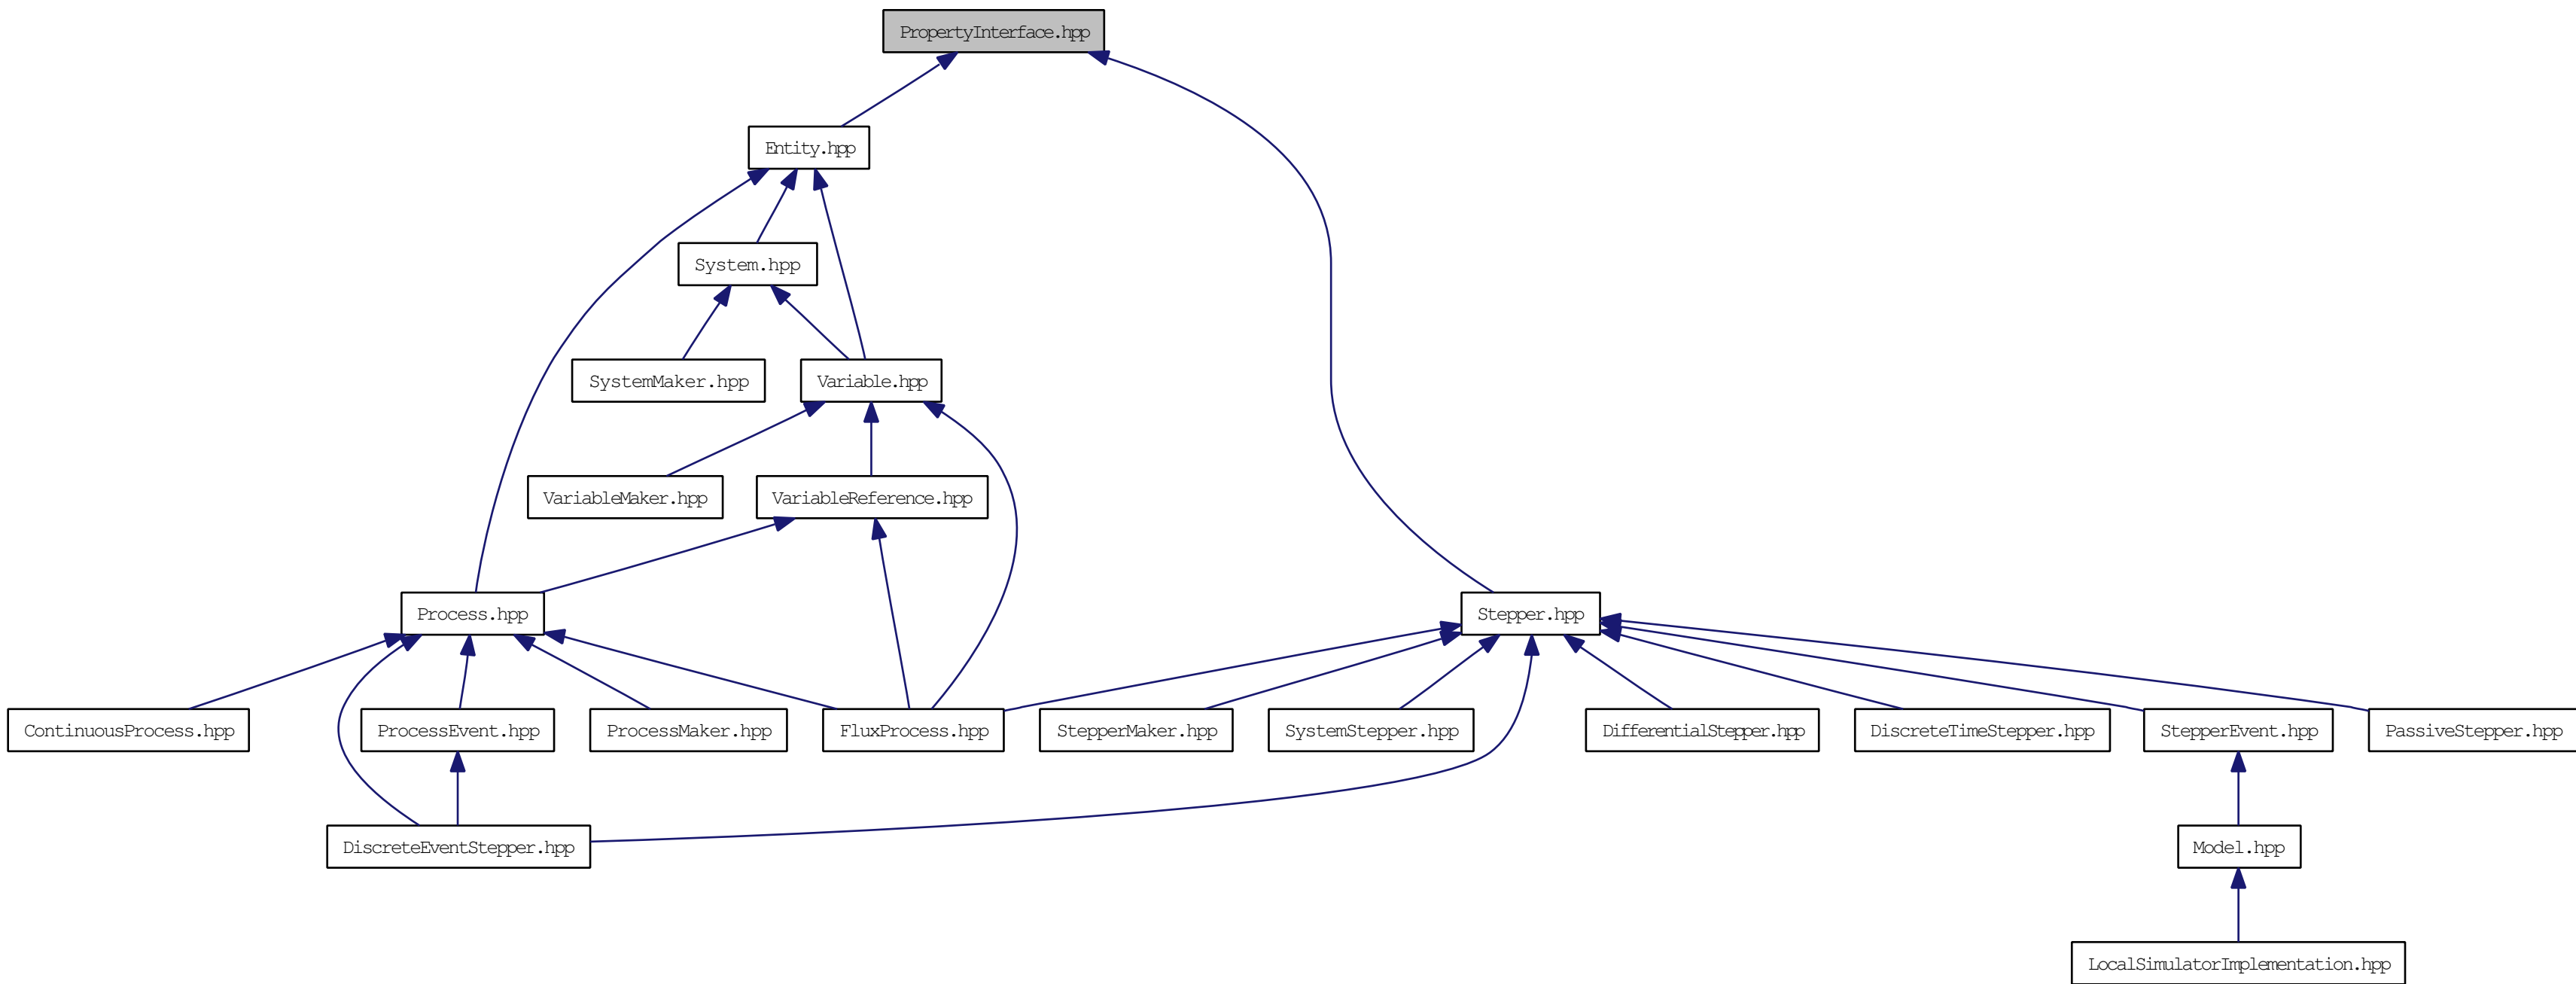 PropertyInterface.hpp
Entity.hpp
System.hpp
SystemMaker.hpp
Variable.hpp
VariableMaker.hpp
VariableReference.hpp
Process.hpp
Stepper.hpp
ContinuousProcess.hpp
ProcessEvent.hpp
ProcessMaker.hpp
FluxProcess.hpp
StepperMaker.hpp
SystemStepper.hpp
DifferentialStepper.hpp
DiscreteTimeStepper.hpp
StepperEvent.hpp
PassiveStepper.hpp
DiscreteEventStepper.hpp
Model.hpp
LocalSimulatorImplementation.hpp